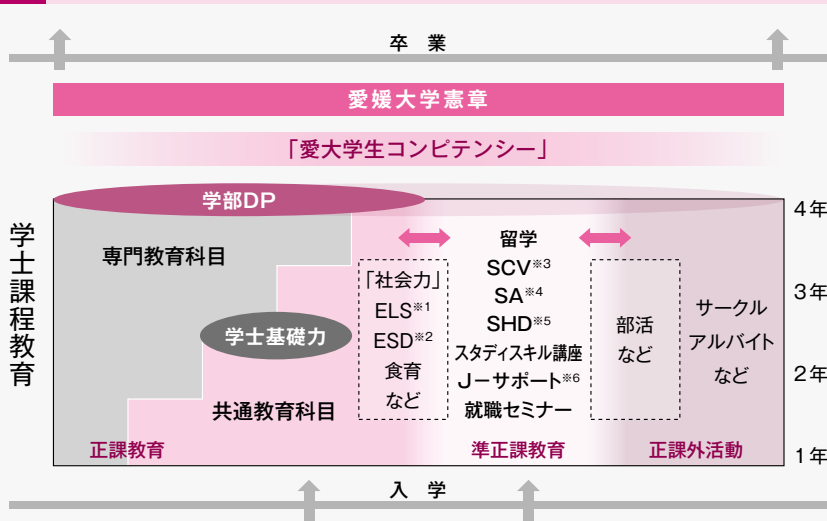 卒 業
愛媛大学憲章
「愛大学生コンピテンシー」
学部DP
学士課程教育
4年
3年
2年
1年
専門教育科目
学士基礎力
共通教育科目
正課教育
「社会力」
ELS※1
ESD※2
食育
など
留学
SCV※3
SA※4
SHD※5
スタディスキル講座
J−サポート※6
就職セミナー
準正課教育
部活
など
サークル
アルバイト
など
正課外活動
入 学